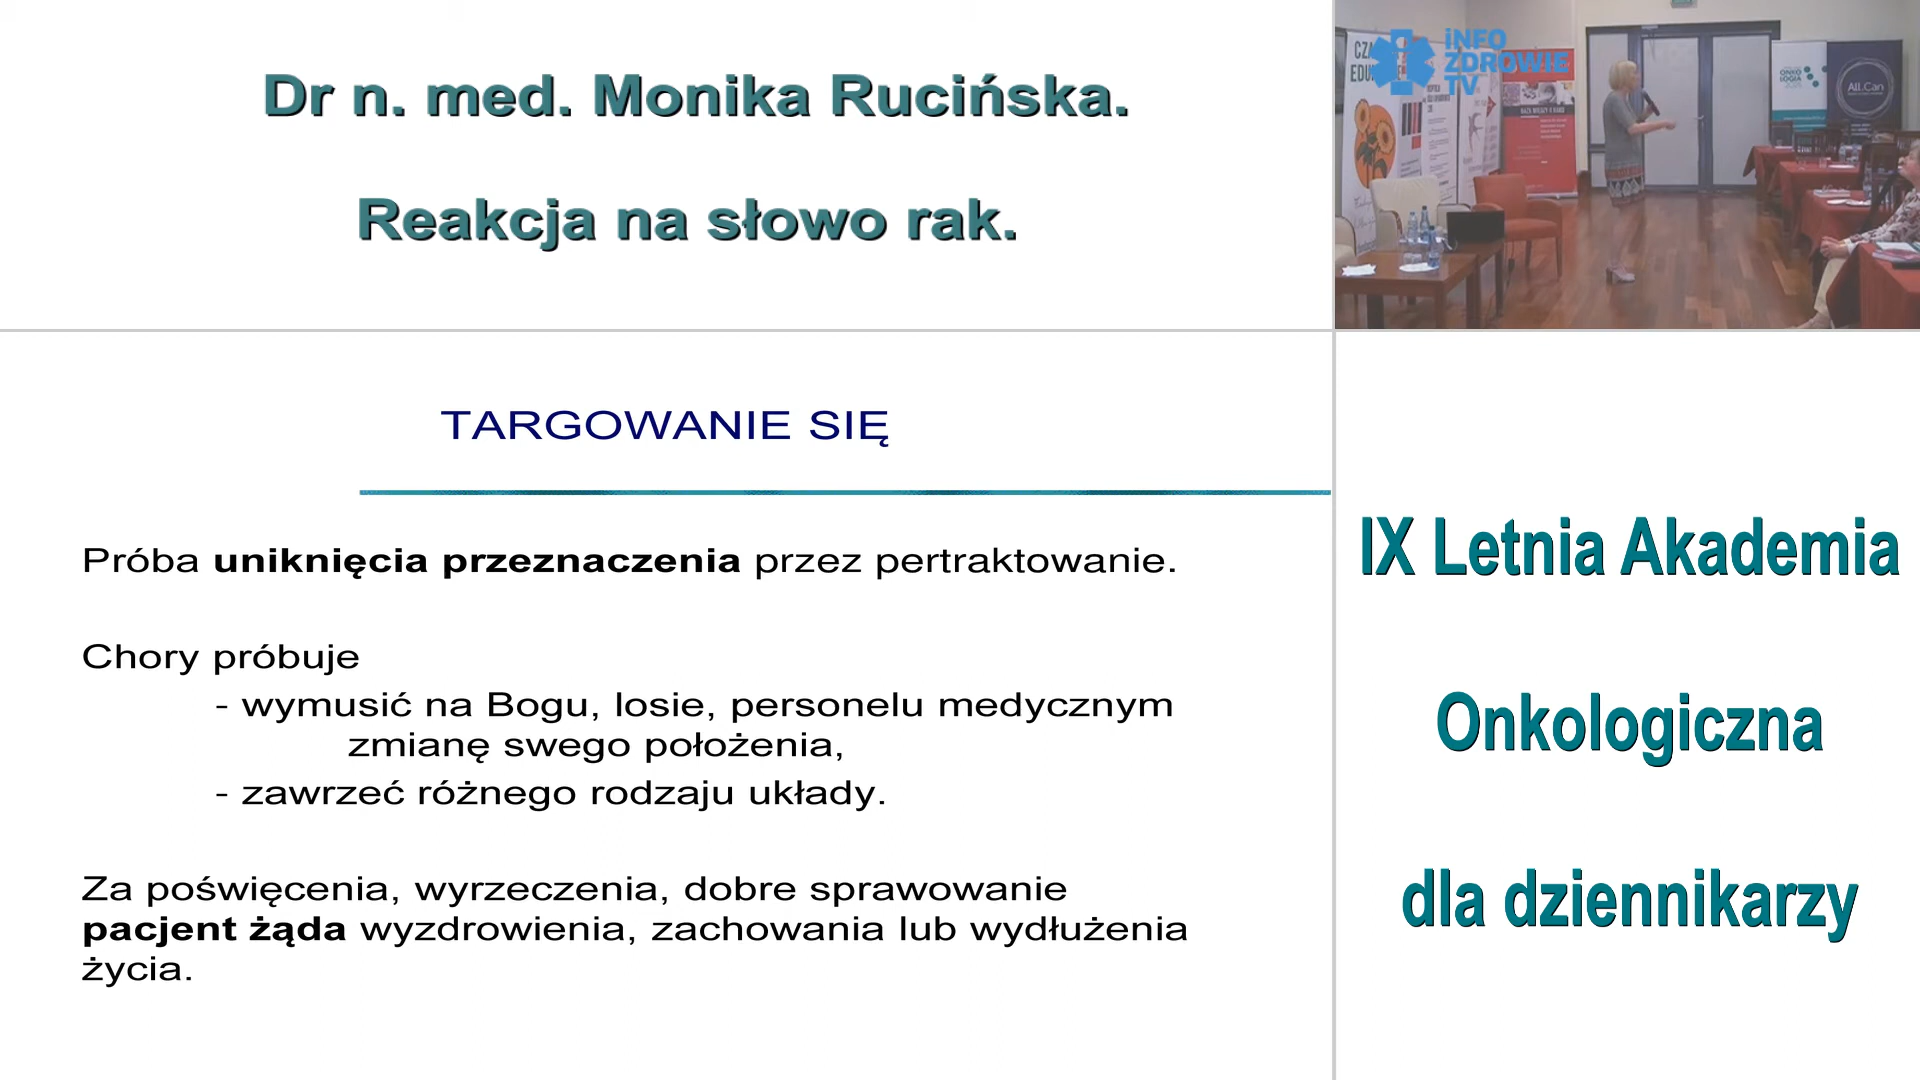 Dr n. med. Monika Rucińska.
Reakcja na słowo rak.
iNFO
ZDROWIE
TV
All.Can
TARGOWANIE SIĘ
Próba uniknięcia przeznaczenia przez pertraktowanie.
Chory próbuje
- wymusić na Bogu, losie, personelu medycznym
zmianę swego położenia,
- zawrzeć różnego rodzaju układy.
Za poświęcenia, wyrzeczenia, dobre sprawowanie
pacjent żąda wyzdrowienia, zachowania lub wydłużenia
życia.
IX Letnia Akademia
Onkologiczna
dla dziennikarzy